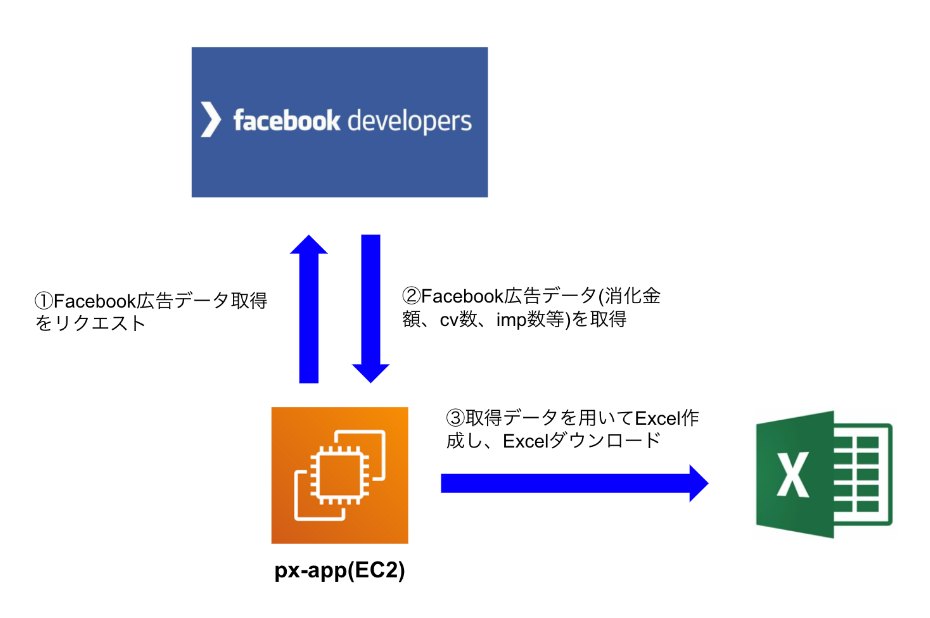 facebook developers
①Facebook広告データ取得
をリクエスト
②Facebook広告データ(消化金
額、cv数、imp数等)を取得
③取得データを用いてExcel作
成し、Excelダウンロード
X
px-app(EC2)